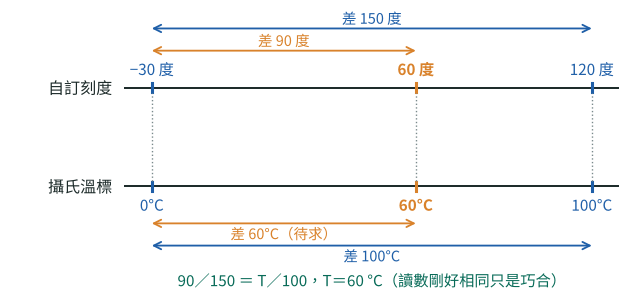 差 150 度
差 90 度
−30 度
60 度
120 度
自訂刻度
攝氏溫標
0°C
60°C
100°C
差 60°C（待求）
差 100°C
90／150 ＝ T／100，T＝60 °C（讀數剛好相同只是巧合）